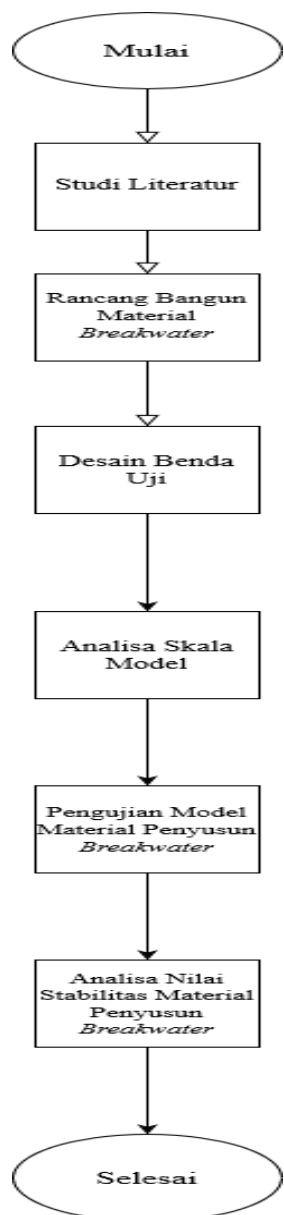 Mulai
Studi Literatur
Rancang Bangun
Material
Breakwater
Desain Benda
Uji
Analisa Skala
Model
Pengujian Model
Material Penyusun
Breakwater
Analisa Nilai
Stabilitas Material
Penyusun
Breakwater
Selesai